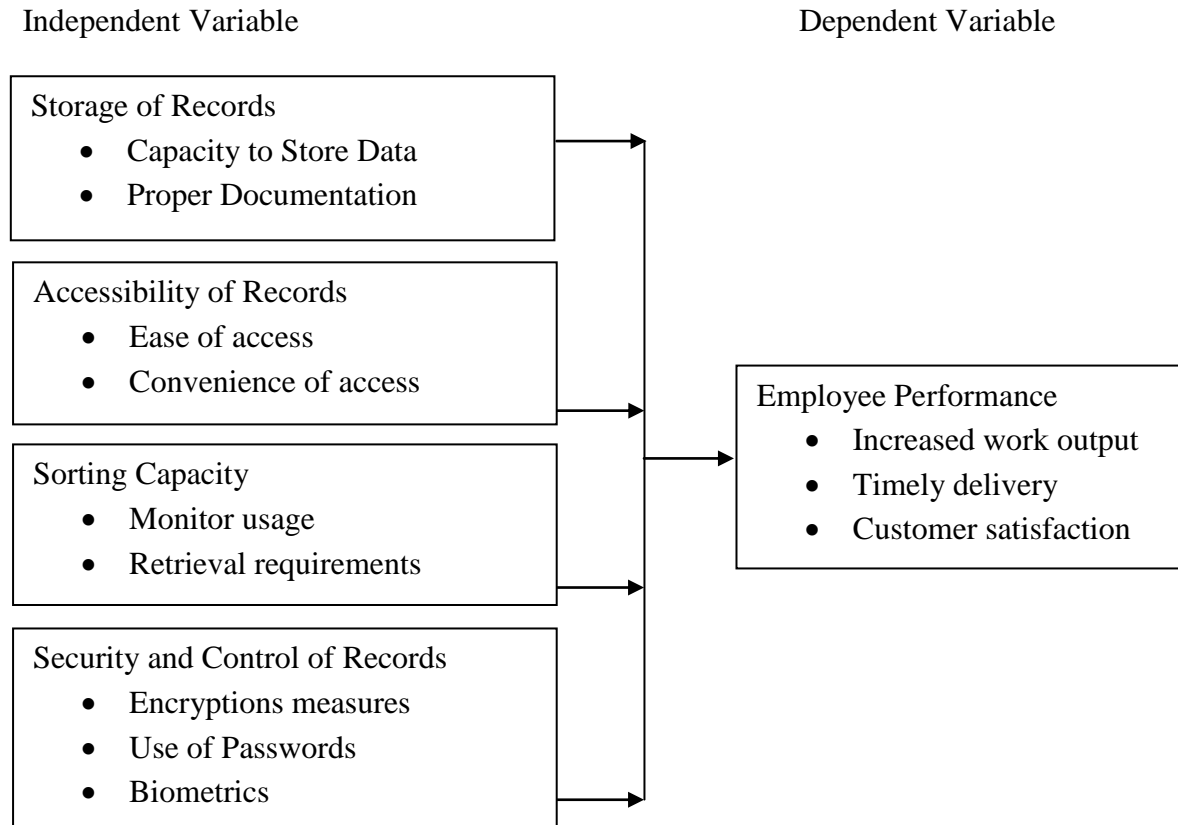 Independent Variable
Dependent Variable
Storage of Records
• Capacity to Store Data
• Proper Documentation
Accessibility of Records
• Ease of access
• Convenience of access
Sorting Capacity
• Monitor usage
• Retrieval requirements
Security and Control of Records
• Encryptions measures
• Use of Passwords
• Biometrics
Employee Performance
• Increased work output
• Timely delivery
• Customer satisfaction